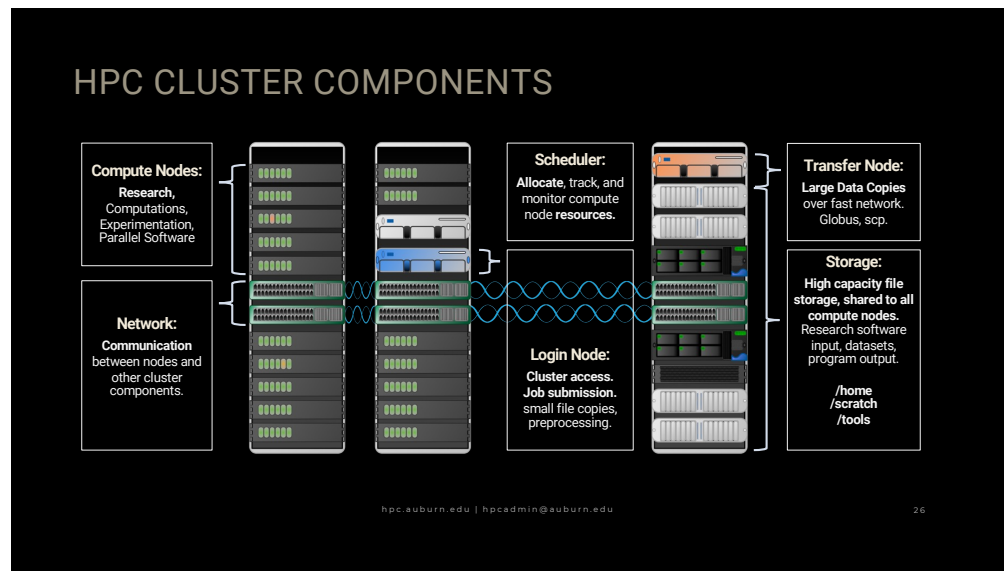 HPC CLUSTER COMPONENTS
Compute Nodes:
Research,
Computations,
Experimentation,
Parallel Software
Network:
Communication
between nodes and
other cluster
components.
Scheduler:
Allocate, track, and
monitor compute
node resources.
Login Node:
Cluster access.
Job submission.
small file copies,
preprocessing.
Transfer Node:
Large Data Copies
over fast network.
Globus, scp.
Storage:
High capacity file
storage, shared to all
compute nodes.
Research software
input, datasets,
program output.
/home
/scratch
/tools
hpc.auburn.edu | hpcadmin@auburn.edu
26